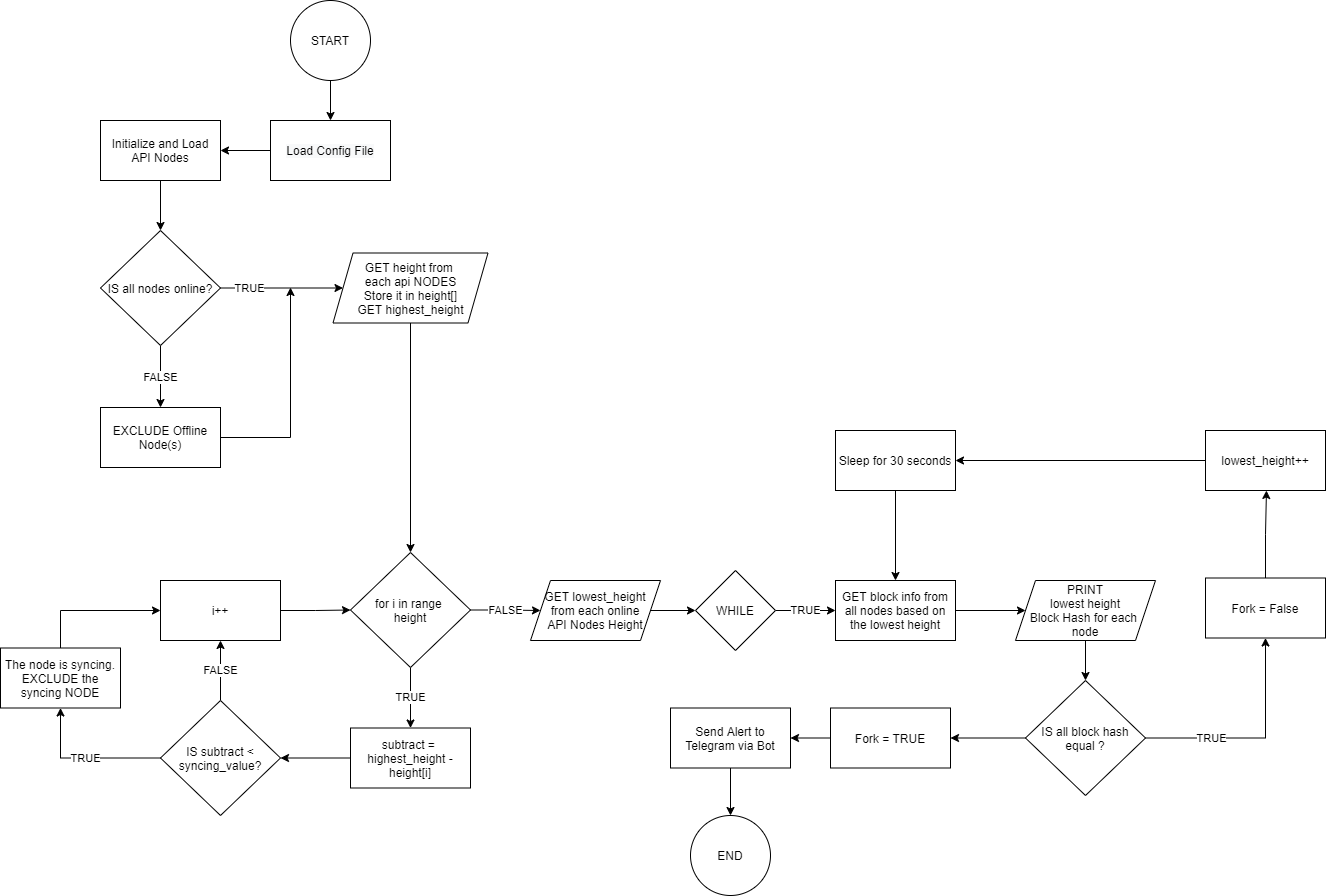 START
Load Config File
Initialize and Load
API Nodes
IS all nodes online?
TRUE
FALSE
EXCLUDE Offline
Node(s)
GET height from
each api NODES
Store it in height[]
GET highest_height
for i in range
height
TRUE
subtract =
highest_height -
height[i]
IS subtract <
syncing_value?
TRUE
The node is syncing.
EXCLUDE the
syncing NODE
FALSE
i++
FALSE
GET lowest_height
from each online
API Nodes Height
WHILE
TRUE
GET block info from
all nodes based on
the lowest height
PRINT
lowest height
Block Hash for each
node
IS all block hash
equal ?
TRUE
Fork = False
lowest_height++
Sleep for 30 seconds
Fork = TRUE
Send Alert to
Telegram via Bot
END